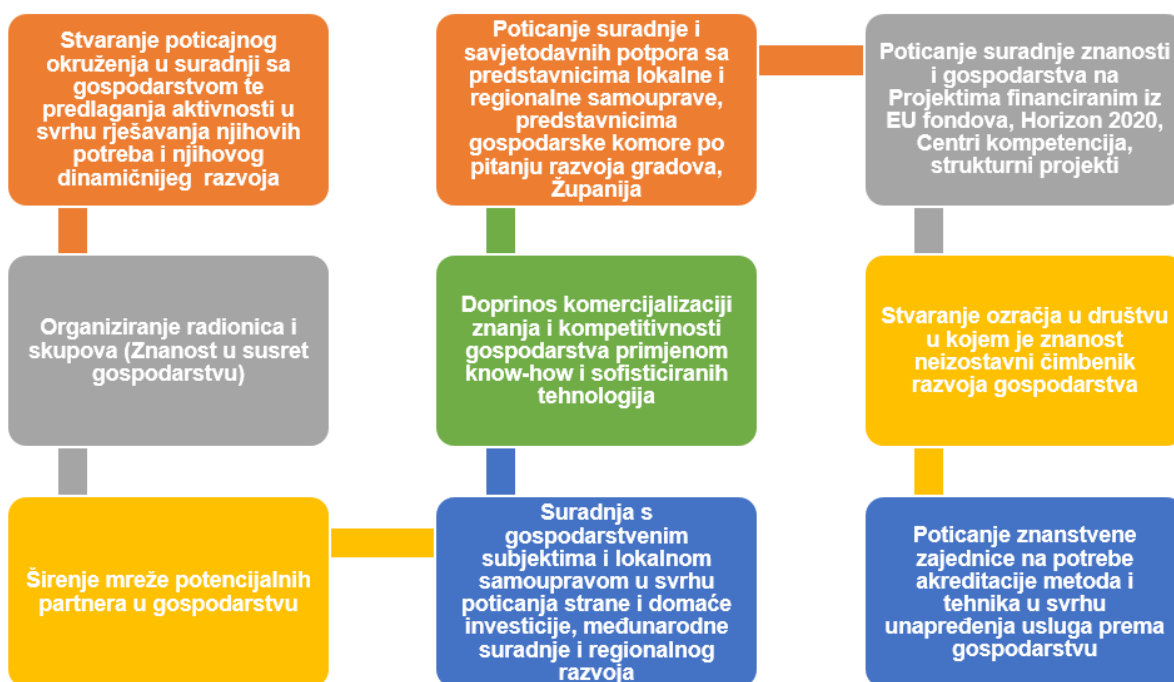 Stvaranje poticajnog
okruženja u suradnji sa
gospodarstvom te
predlaganja aktivnosti u
svrhu rješavanja njihovih
potreba i njihovog
dinamičnijeg razvoja
Organiziranje radionica i
skupova (Znanost u susret
gospodarstvu)
Širenje mreže potencijalnih
partnera u gospodarstvu
Suradnja s
gospodarstvenim
subjektima i lokalnom
samoupravom u svrhu
poticanja strane i domaće
investicije, međunarodne
suradnje i regionalnog
razvoja
Doprinos komercijalizaciji
znanja i kompetitivnosti
gospodarstva primjenom
know-how i sofisticiranih
tehnologija
Poticanje suradnje i
savjetodavnih potpora sa
predstavnicima lokalne i
regionalne samouprave,
predstavnicima
gospodarske komore po
pitanju razvoja gradova,
Županija
Poticanje suradnje znanosti
i gospodarstva na
Projektima financiranim iz
EU fondova, Horizon 2020,
Centri kompetencija,
strukturni projekti
Stvaranje ozračja u društvu
u kojem je znanost
neizostavni čimbenik
razvoja gospodarstva
Poticanje znanstvene
zajednice na potrebe
akreditacije metoda i
tehnika u svrhu
unapređenja usluga prema
gospodarstvu